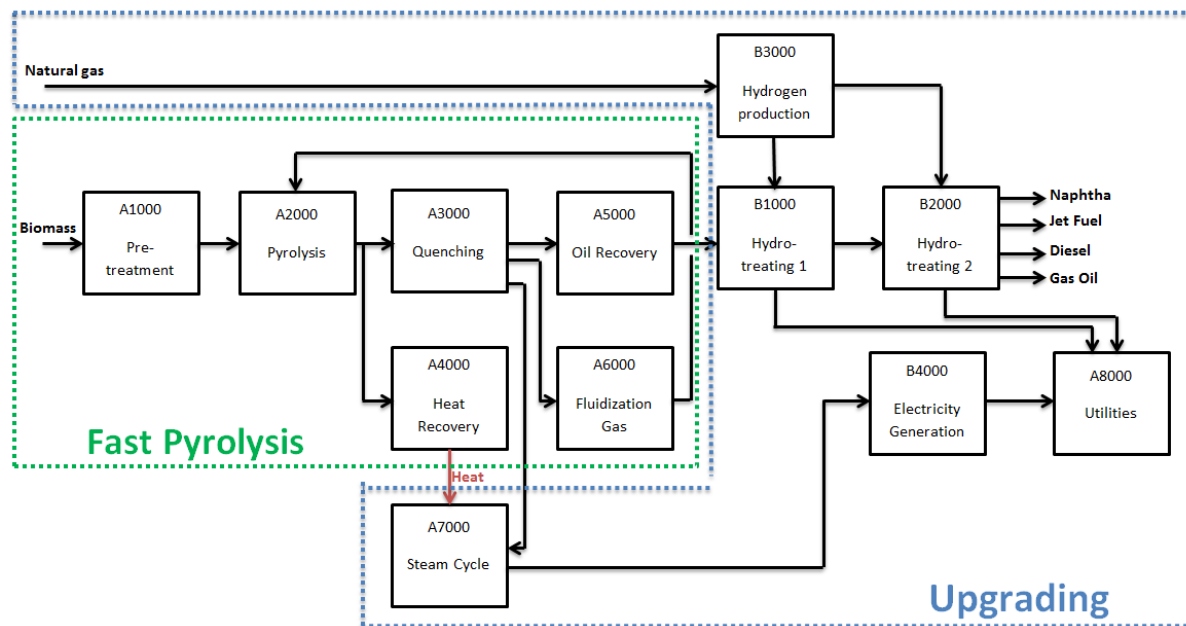 B3000
Hydrogen
production
Natural gas
Biomass
A1000
Pre-
treatment
A2000
Pyrolysis
A3000
Quenching
A5000
Oil Recovery
B1000
Hydro-
treating 1
B2000
Hydro-
treating 2
Naphtha
Jet Fuel
Diesel
Gas Oil
A4000
Heat
Recovery
A6000
Fluidization
Gas
B4000
Electricity
Generation
A8000
Utilities
Fast Pyrolysis
Heat
A7000
Steam Cycle
Upgrading